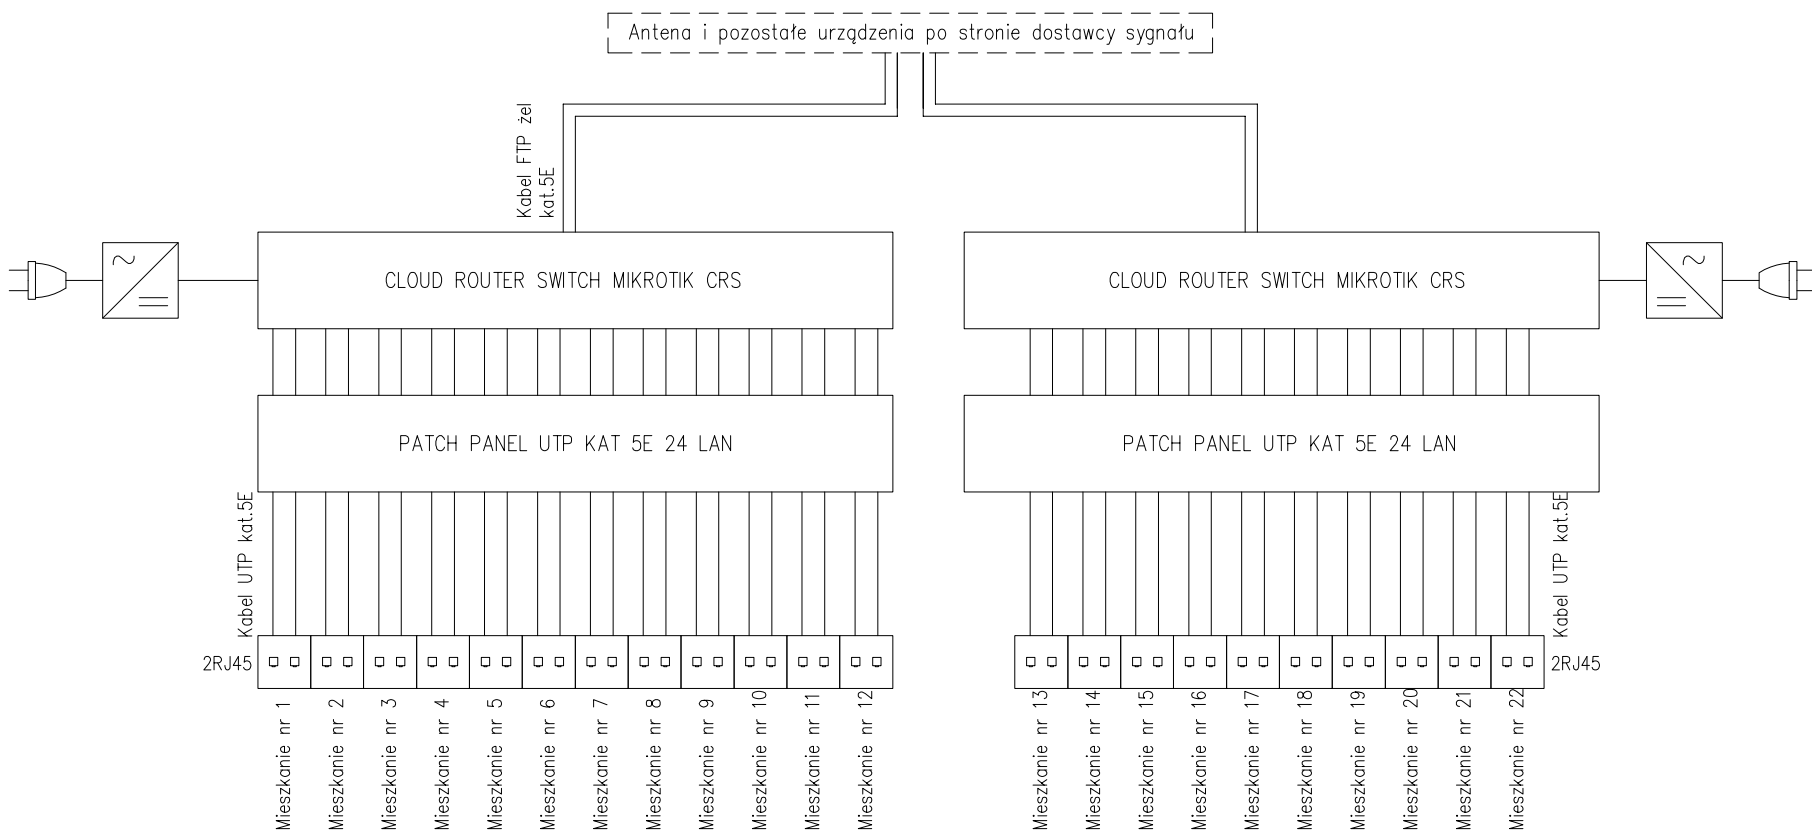 Antena i pozostałe urządzenia po stronie dostawcy sygnału
Kabel FTP żel
kat.5E
CLOUD ROUTER SWITCH MIKROTIK CRS
CLOUD ROUTER SWITCH MIKROTIK CRS
PATCH PANEL UTP KAT 5E 24 LAN
PATCH PANEL UTP KAT 5E 24 LAN
Kabel UTP kat.5E
Kabel UTP kat.5E
2RJ45
2RJ45
Mieszkanie nr 1
Mieszkanie nr 2
Mieszkanie nr 3
Mieszkanie nr 4
Mieszkanie nr 5
Mieszkanie nr 6
Mieszkanie nr 7
Mieszkanie nr 8
Mieszkanie nr 9
Mieszkanie nr 10
Mieszkanie nr 11
Mieszkanie nr 12
Mieszkanie nr 13
Mieszkanie nr 14
Mieszkanie nr 15
Mieszkanie nr 16
Mieszkanie nr 17
Mieszkanie nr 18
Mieszkanie nr 19
Mieszkanie nr 20
Mieszkanie nr 21
Mieszkanie nr 22